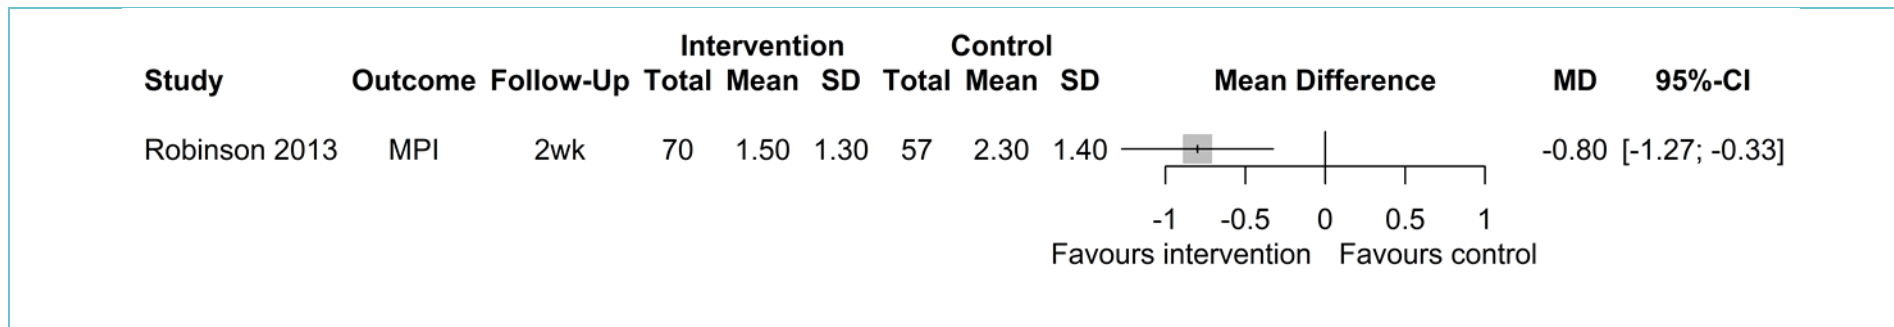 Intervention Control
Study Outcome Follow-Up Total Mean SD Total Mean SD Mean Difference MD 95%-CI
Robinson 2013 MPI 2wk 70 1.50 1.30 57 2.30 1.40 -0.80 [-1.27; -0.33]
-1 -0.5 0 0.5 1
Favours intervention Favours control